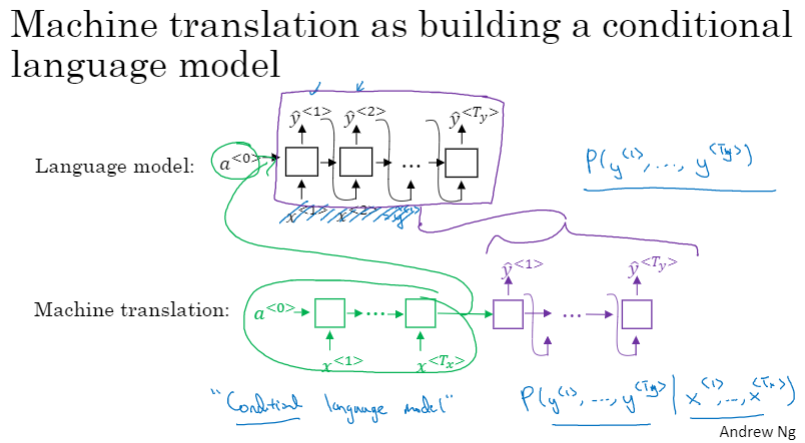 Machine translation as building a conditional
language model
ŷ<1> ŷ<2> ŷ<Ty>
Language model: a<0> ... P(y<1>, ..., y<Ty>)
x<1> x<2>
ŷ<1> ŷ<Ty>
Machine translation: a<0> ... ...
x<1> x<Tx>
"Conditional language model" P(y<1>, ..., y<Ty> | x<1>, ..., x<Tx>)
Andrew Ng